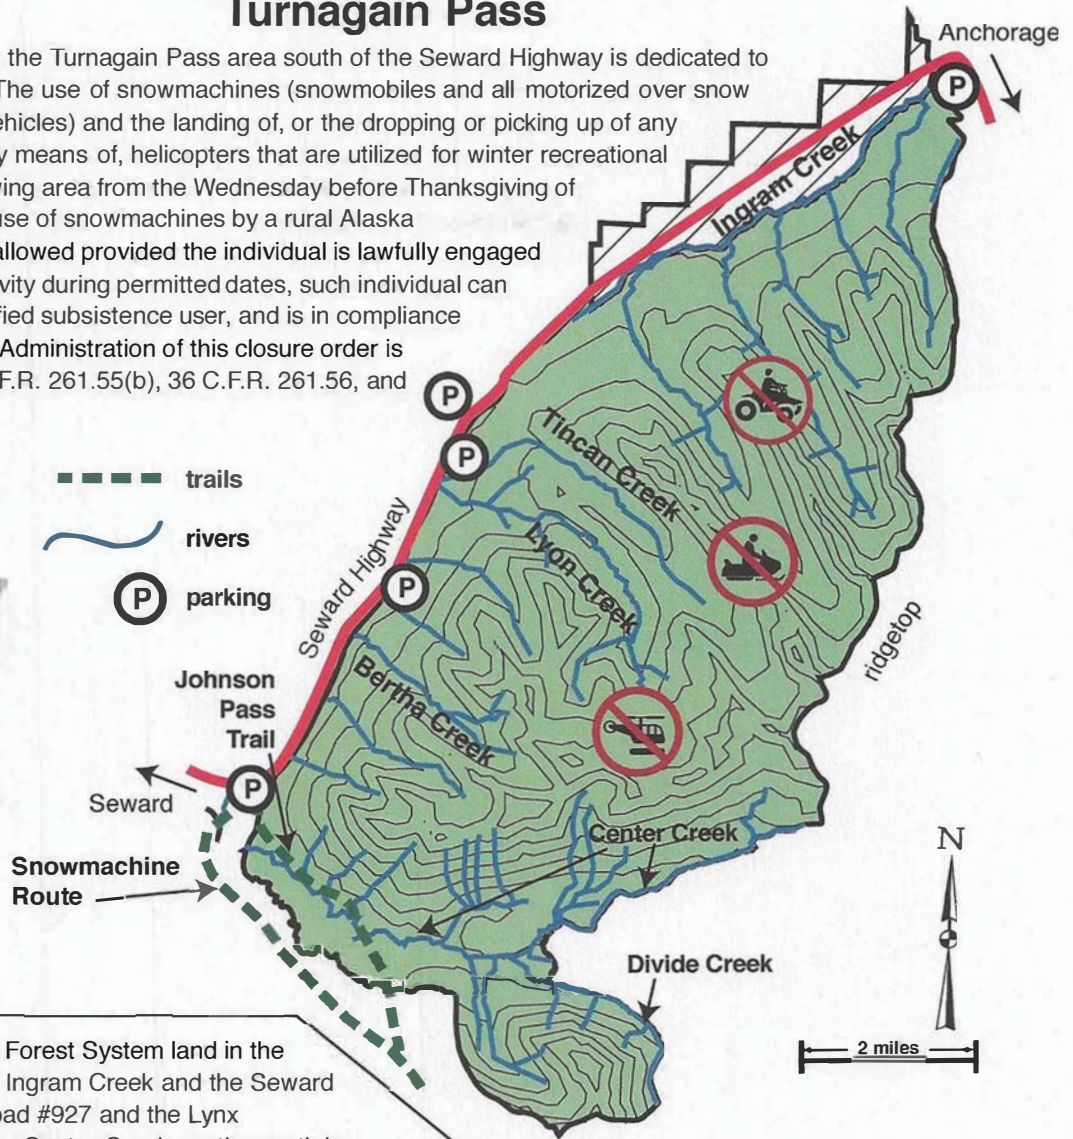 Turnagain Pass
the Turnagain Pass area south of the Seward Highway is dedicated to
The use of snowmachines (snowmobiles and all motorized over snow
ehicles) and the landing of, or the dropping or picking up of any
y means of, helicopters that are utilized for winter recreational
ving area from the Wednesday before Thanksgiving of
use of snowmachines by a rural Alaska
allowed provided the individual is lawfully engaged
vity during permitted dates, such individual can
fied subsistence user, and is in compliance
Administration of this closure order is
F.R. 261.55(b), 36 C.F.R. 261.56, and
Anchorage
P
Ingram Creek
P
P
Tincan Creek
trails
rivers
P parking
Lyon Creek
Seward Highway
P
ridgetop
Johnson
Pass
Trail
Bertha Creek
P
Seward
Center Creek
Snowmachine
Route
N
Divide Creek
2 miles
Forest System land in the
Ingram Creek and the Seward
oad #927 and the Lynx